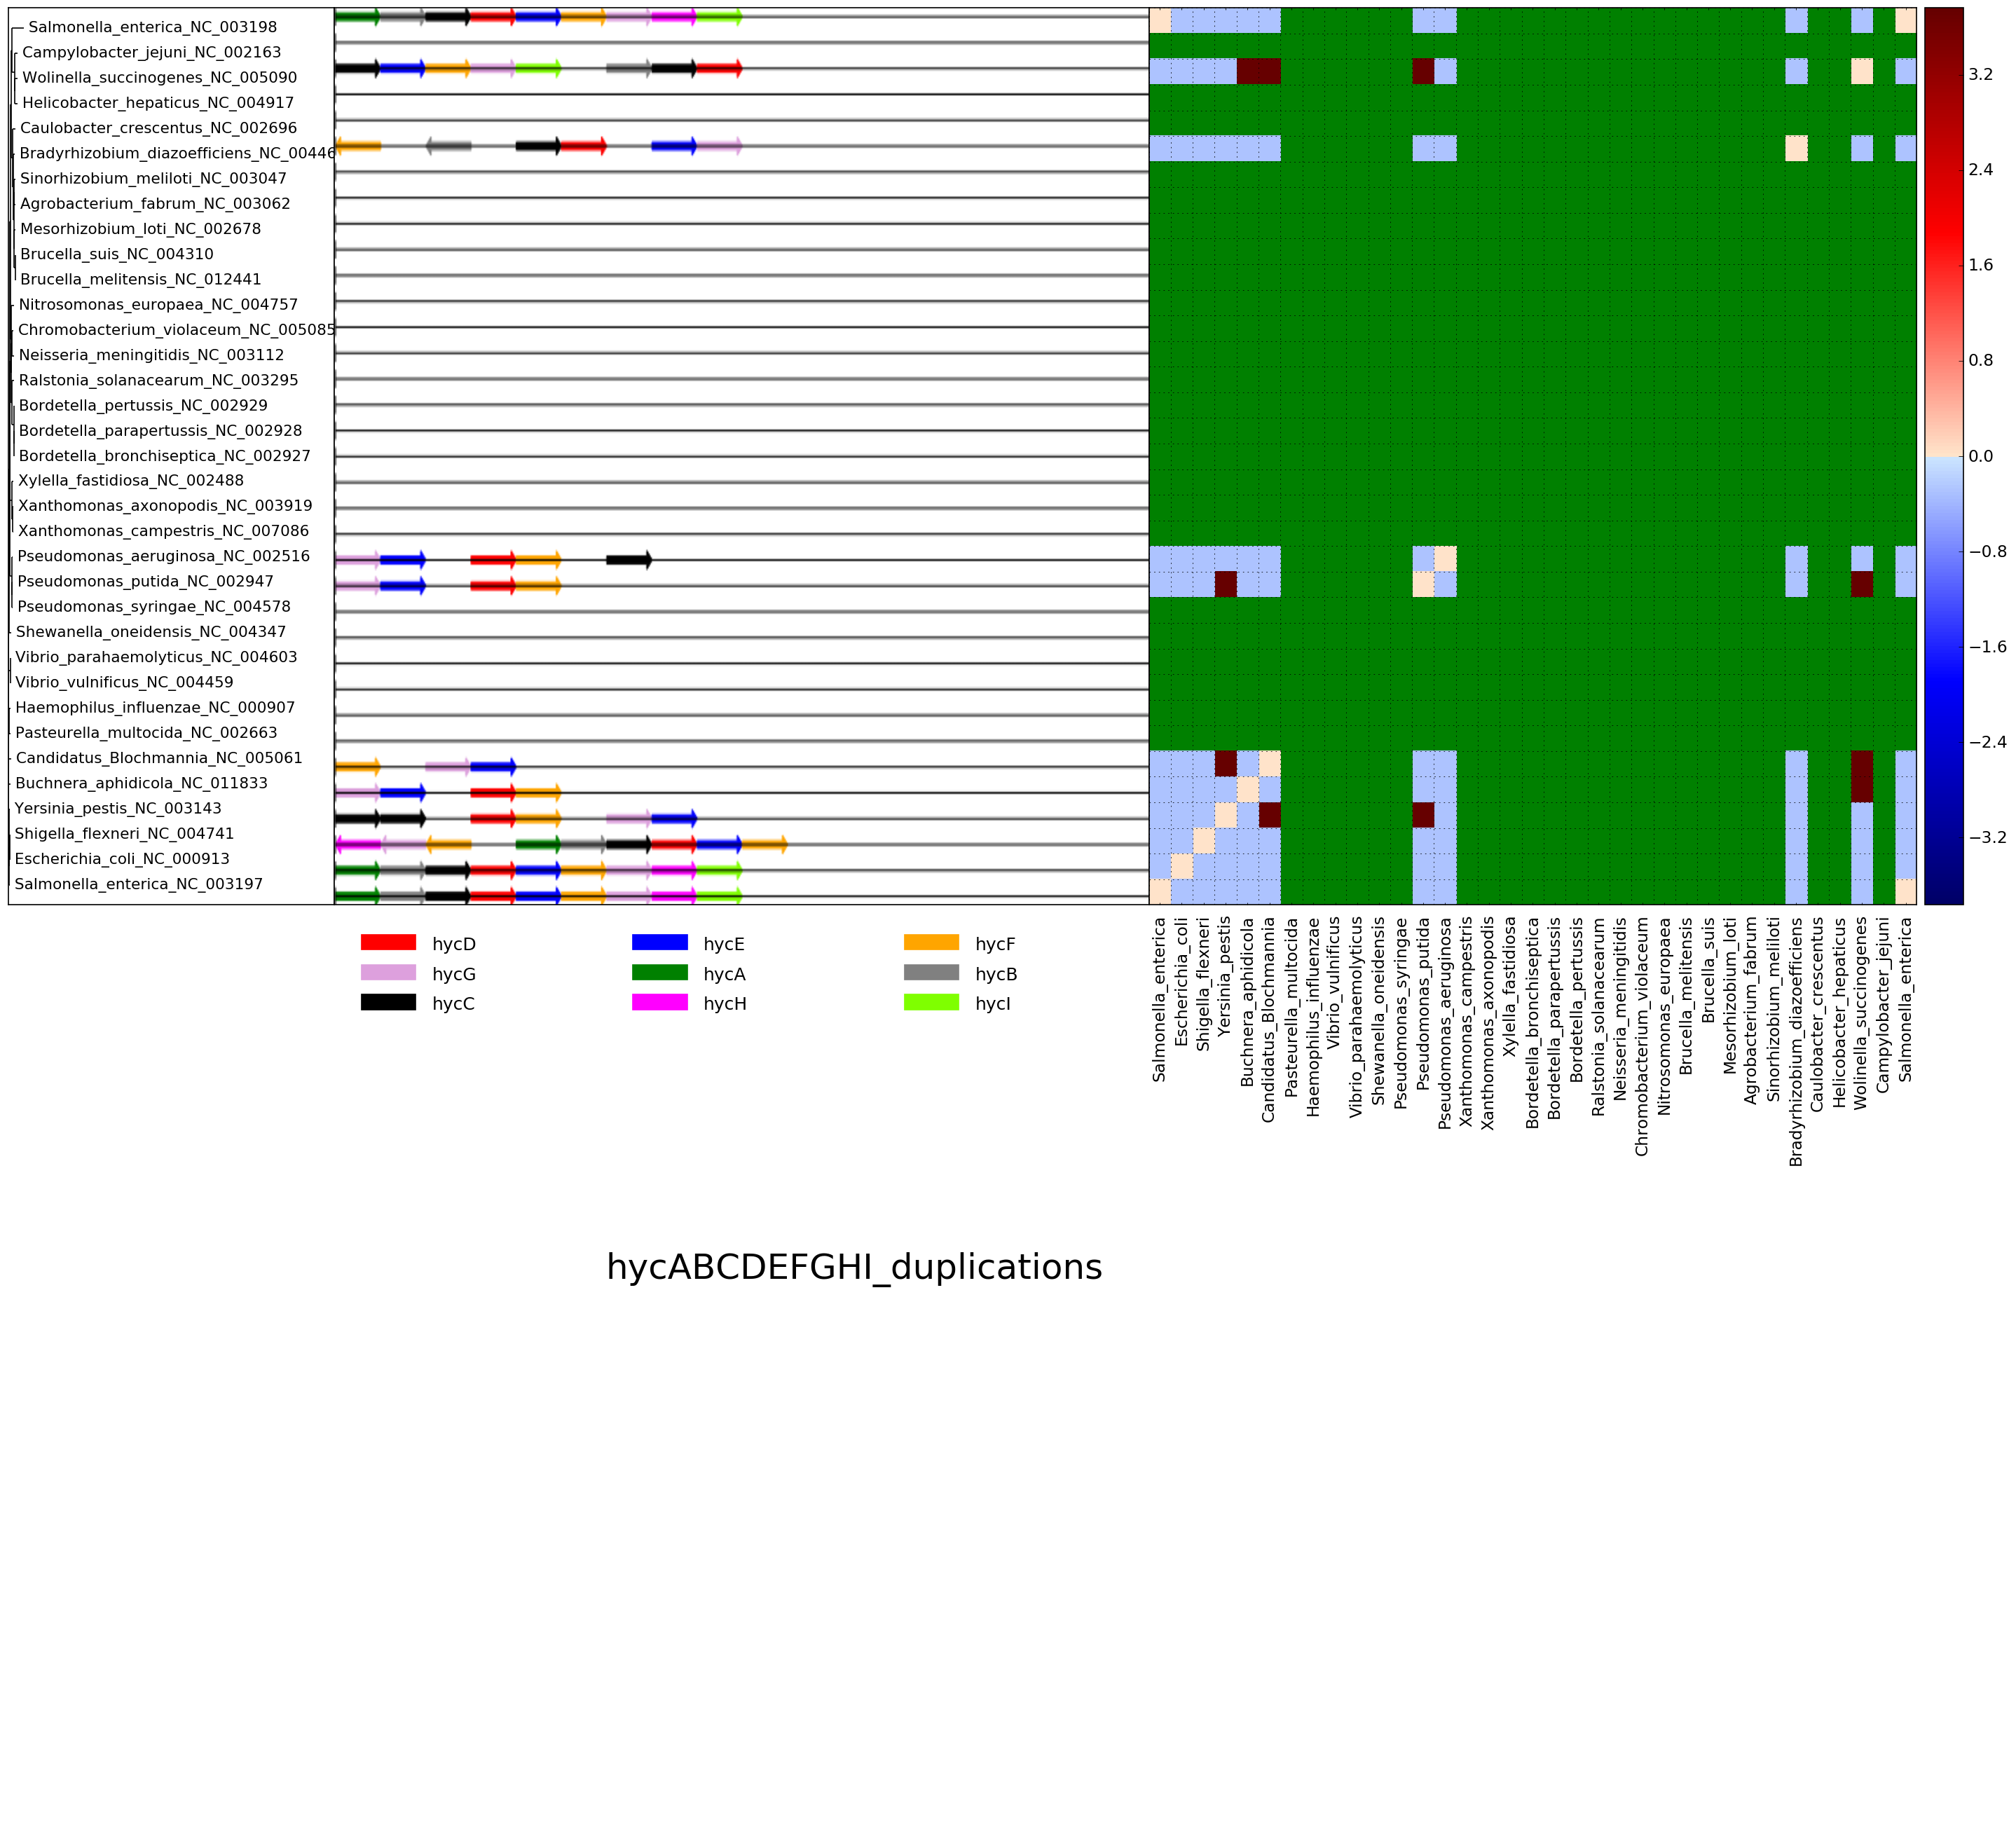 Salmonella_enterica_NC_003198
Campylobacter_jejuni_NC_002163
Wolinella_succinogenes_NC_005090
Helicobacter_hepaticus_NC_004917
Caulobacter_crescentus_NC_002696
Bradyrhizobium_diazoefficiens_NC_00446
Sinorhizobium_meliloti_NC_003047
Agrobacterium_fabrum_NC_003062
Mesorhizobium_loti_NC_002678
Brucella_suis_NC_004310
Brucella_melitensis_NC_012441
Nitrosomonas_europaea_NC_004757
Chromobacterium_violaceum_NC_005085
Neisseria_meningitidis_NC_003112
Ralstonia_solanacearum_NC_003295
Bordetella_pertussis_NC_002929
Bordetella_parapertussis_NC_002928
Bordetella_bronchiseptica_NC_002927
Xylella_fastidiosa_NC_002488
Xanthomonas_axonopodis_NC_003919
Xanthomonas_campestris_NC_007086
Pseudomonas_aeruginosa_NC_002516
Pseudomonas_putida_NC_002947
Pseudomonas_syringae_NC_004578
Shewanella_oneidensis_NC_004347
Vibrio_parahaemolyticus_NC_004603
Vibrio_vulnificus_NC_004459
Haemophilus_influenzae_NC_000907
Pasteurella_multocida_NC_002663
Candidatus_Blochmannia_NC_005061
Buchnera_aphidicola_NC_011833
Yersinia_pestis_NC_003143
Shigella_flexneri_NC_004741
Escherichia_coli_NC_000913
Salmonella_enterica_NC_003197
3.2
2.4
1.6
0.8
0.0
−0.8
−1.6
−2.4
−3.2
Salmonella_enterica
Escherichia_coli
Shigella_flexneri
Yersinia_pestis
Buchnera_aphidicola
Candidatus_Blochmannia
Pasteurella_multocida
Haemophilus_influenzae
Vibrio_vulnificus
Vibrio_parahaemolyticus
Shewanella_oneidensis
Pseudomonas_syringae
Pseudomonas_putida
Pseudomonas_aeruginosa
Xanthomonas_campestris
Xanthomonas_axonopodis
Xylella_fastidiosa
Bordetella_bronchiseptica
Bordetella_parapertussis
Bordetella_pertussis
Ralstonia_solanacearum
Neisseria_meningitidis
Chromobacterium_violaceum
Nitrosomonas_europaea
Brucella_melitensis
Brucella_suis
Mesorhizobium_loti
Agrobacterium_fabrum
Sinorhizobium_meliloti
Bradyrhizobium_diazoefficiens
Caulobacter_crescentus
Helicobacter_hepaticus
Wolinella_succinogenes
Campylobacter_jejuni
Salmonella_enterica
hycD hycE hycF
hycG hycA hycB
hycC hycH hycI
hycABCDEFGHI_duplications